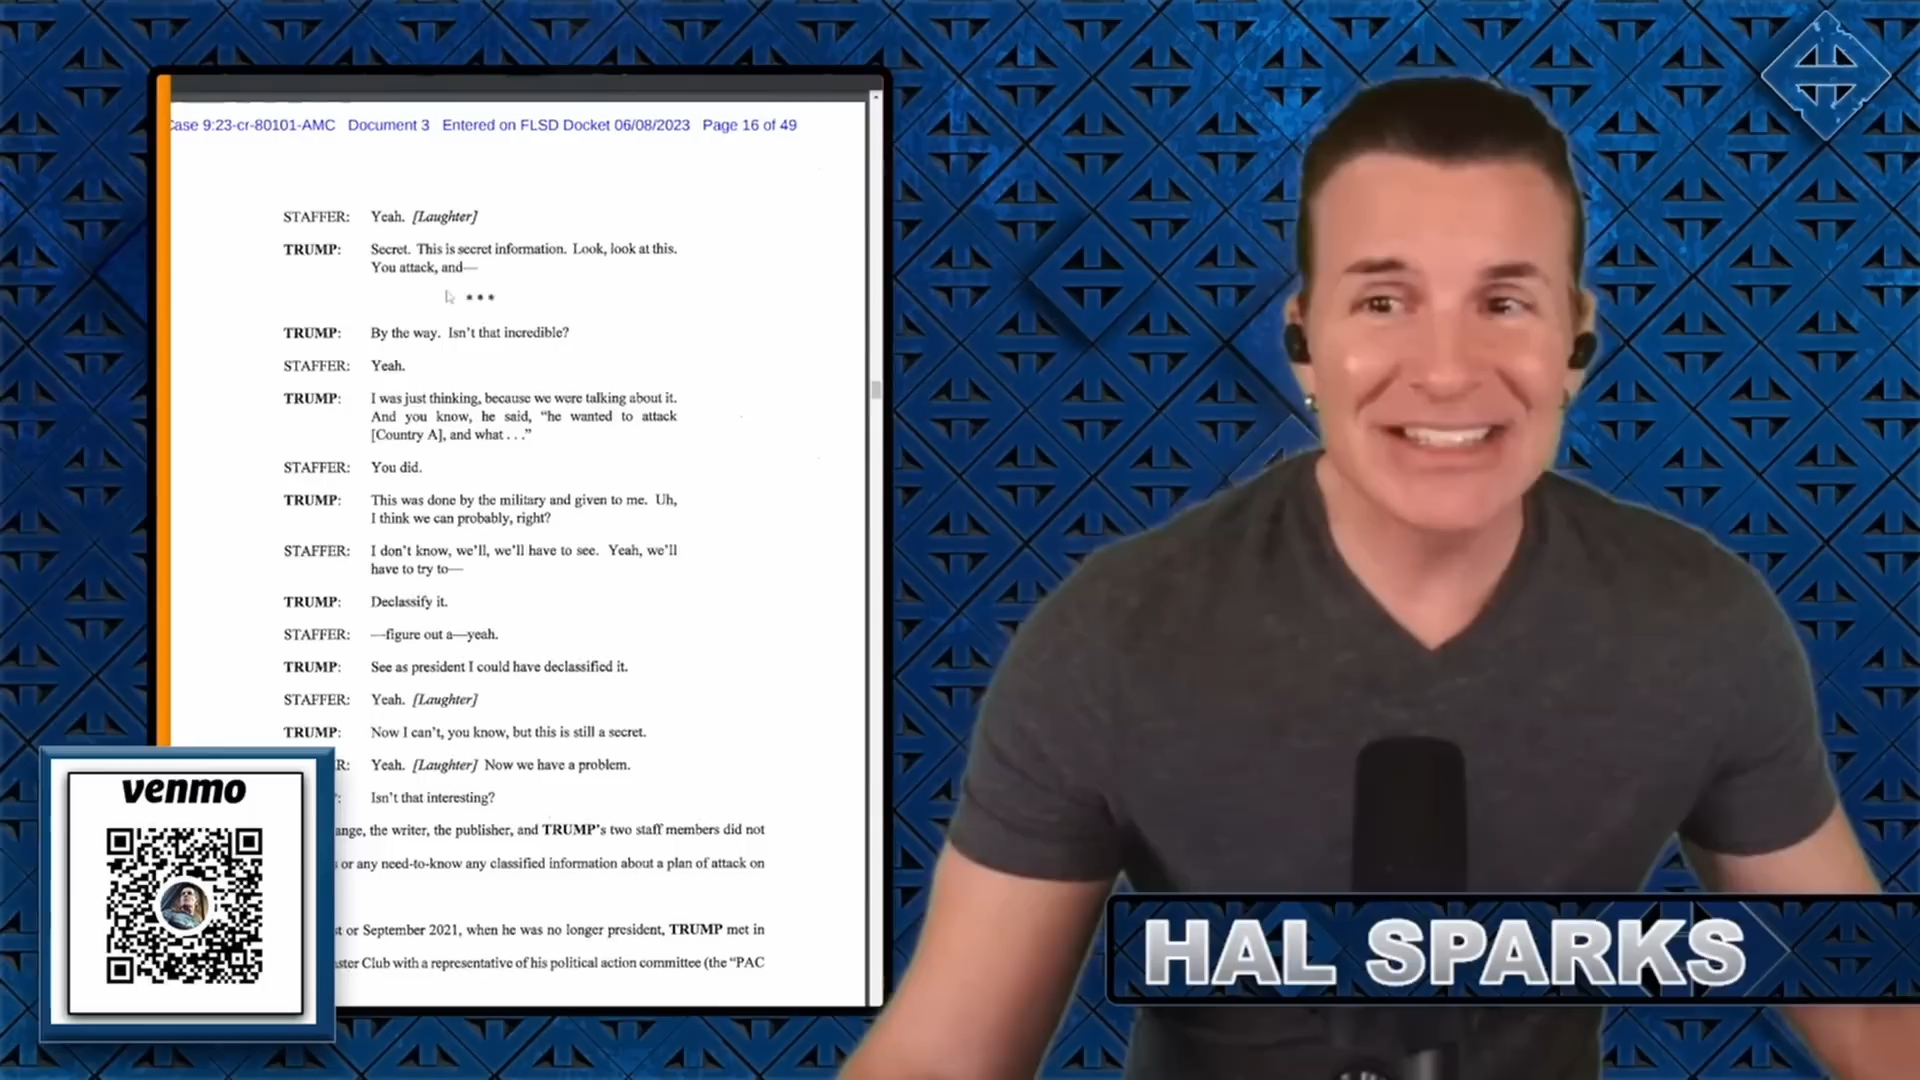 Case 9:23-cr-80101-AMC Document 3 Entered on FLSD Docket 06/08/2023 Page 16 of 49
STAFFER: Yeah. [Laughter]
TRUMP: Secret. This is secret information. Look, look at this.
You attack, and—
* * *
TRUMP: By the way. Isn't that incredible?
STAFFER: Yeah.
TRUMP: I was just thinking, because we were talking about it.
And you know, he said, “he wanted to attack
[Country A], and what . . .”
STAFFER: You did.
TRUMP: This was done by the military and given to me. Uh,
I think we can probably, right?
STAFFER: I don't know, we'll, we'll have to see. Yeah, we'll
have to try to—
TRUMP: Declassify it.
STAFFER: —figure out a—yeah.
TRUMP: See as president I could have declassified it.
STAFFER: Yeah. [Laughter]
TRUMP: Now I can't, you know, but this is still a secret.
R: Yeah. [Laughter] Now we have a problem.
: Isn't that interesting?
ange, the writer, the publisher, and TRUMP's two staff members did not
or any need-to-know any classified information about a plan of attack on
st or September 2021, when he was no longer president, TRUMP met in
ster Club with a representative of his political action committee (the “PAC
venmo
HAL SPARKS